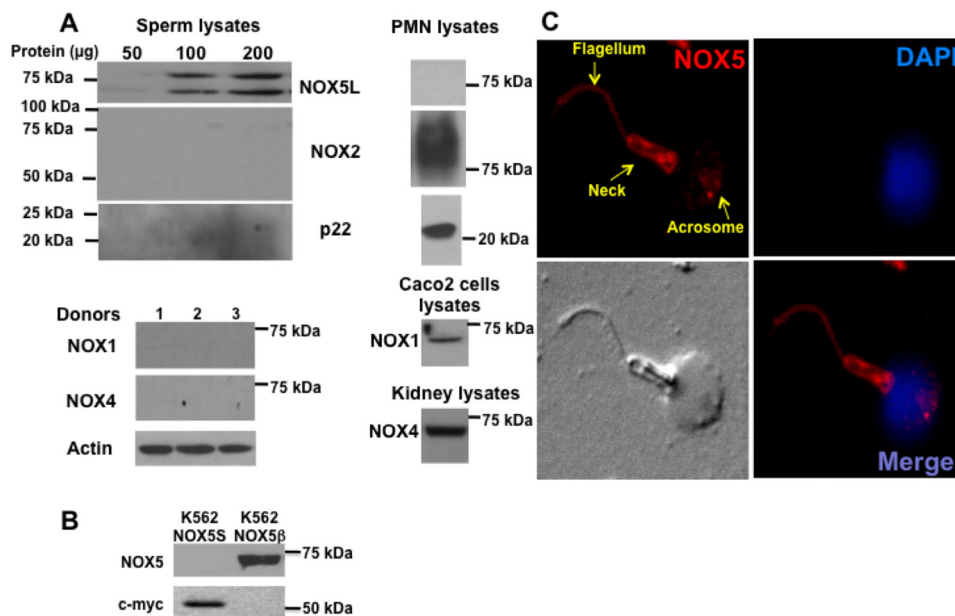 A
Sperm lysates
Protein (µg) 50 100 200
75 kDa
NOX5L
100 kDa
75 kDa
NOX2
50 kDa
25 kDa
p22
20 kDa
PMN lysates
75 kDa
75 kDa
20 kDa
Donors 1 2 3
75 kDa
NOX1
75 kDa
NOX4
Actin
Caco2 cells
lysates
75 kDa
NOX1
Kidney lysates
75 kDa
NOX4
B
K562 K562
NOX5S NOX5β
75 kDa
NOX5
c-myc
50 kDa
C
Flagellum
NOX5
Neck
Acrosome
DAPI
Merge